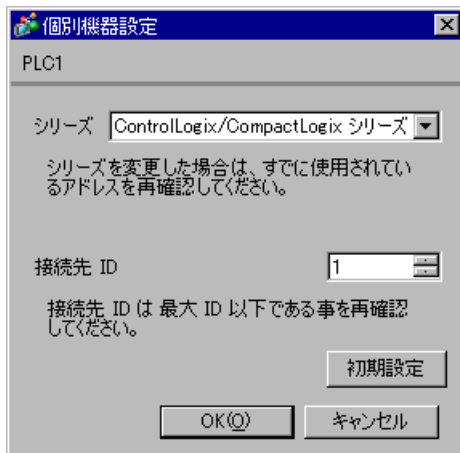 個別機器設定
PLC1
シリーズ ControlLogix/CompactLogix シリーズ
シリーズを変更した場合は、すでに使用されてい
るアドレスを再確認してください。
接続先 ID 1
接続先 ID は 最大 ID 以下である事を再確認
してください。
初期設定
OK(O) キャンセル